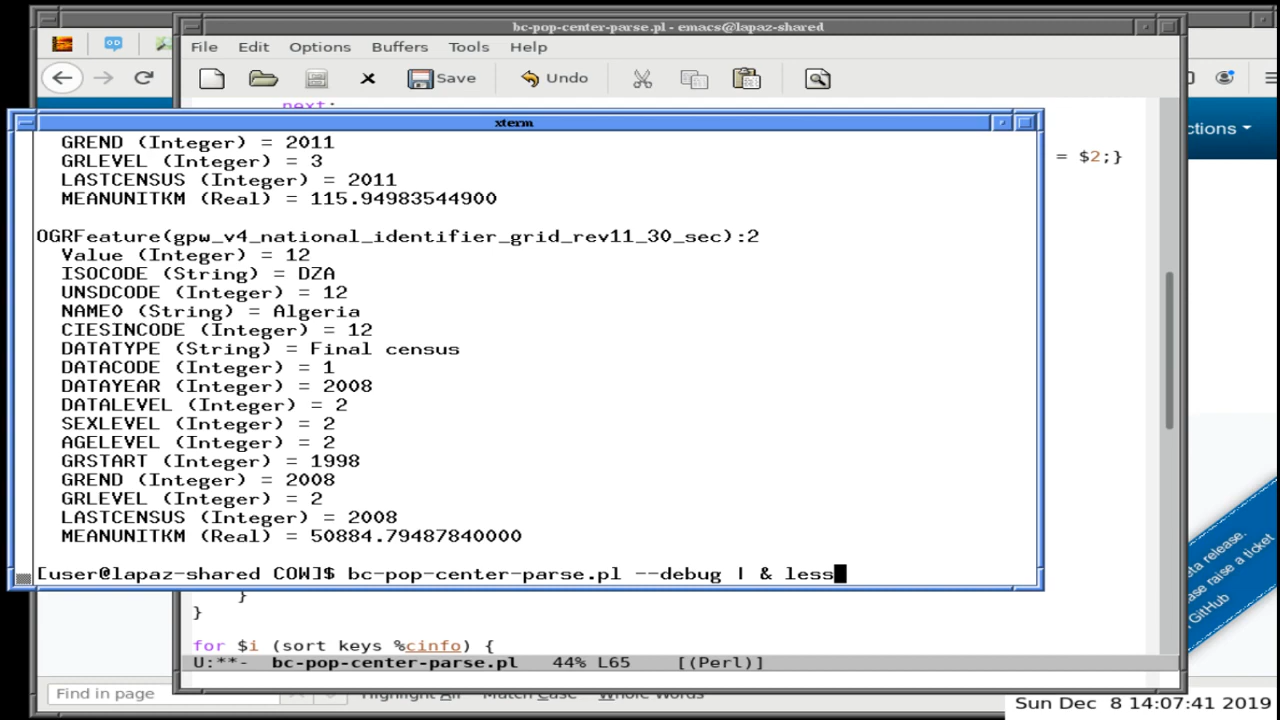 bc-pop-center-parse.pl - emacs@lapaz-shared
File Edit Options Buffers Tools Help
Save Undo
next;
ctions
= $2;}
xterm
GREND (Integer) = 2011
GRLEVEL (Integer) = 3
LASTCENSUS (Integer) = 2011
MEANUNITKM (Real) = 115.94983544900
OGRFeature(gpw_v4_national_identifier_grid_rev11_30_sec):2
Value (Integer) = 12
ISOCODE (String) = DZA
UNSDCODE (Integer) = 12
NAME0 (String) = Algeria
CIESINCODE (Integer) = 12
DATATYPE (String) = Final census
DATACODE (Integer) = 1
DATAYEAR (Integer) = 2008
DATALEVEL (Integer) = 2
SEXLEVEL (Integer) = 2
AGELEVEL (Integer) = 2
GRSTART (Integer) = 1998
GREND (Integer) = 2008
GRLEVEL (Integer) = 2
LASTCENSUS (Integer) = 2008
MEANUNITKM (Real) = 50884.79487840000
[user@lapaz-shared COW]$ bc-pop-center-parse.pl --debug | & less
}
}
for $i (sort keys %cinfo) {
U:**- bc-pop-center-parse.pl 44% L65 [(Perl)]
eta release.
ase raise a ticket
GitHub
Find in page Highlight All Match Case Whole Words
Sun Dec 8 14:07:41 2019